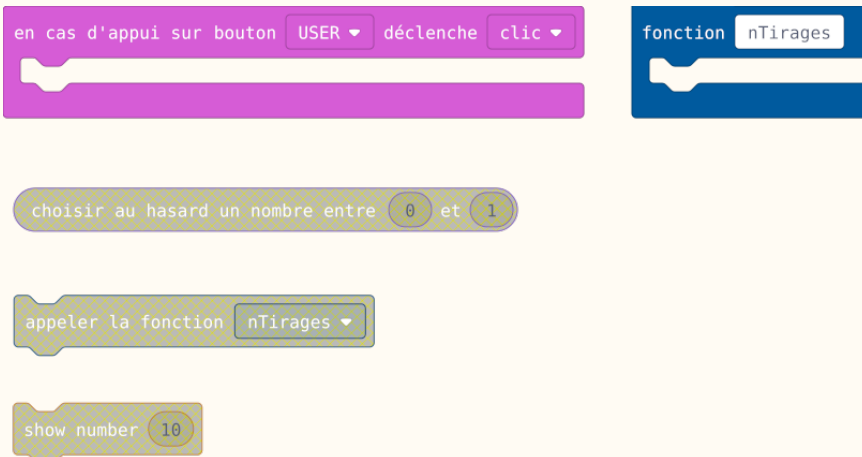 en cas d'appui sur bouton USER déclenche clic
fonction nTirages
choisir au hasard un nombre entre 0 et 1
appeler la fonction nTirages
show number 10